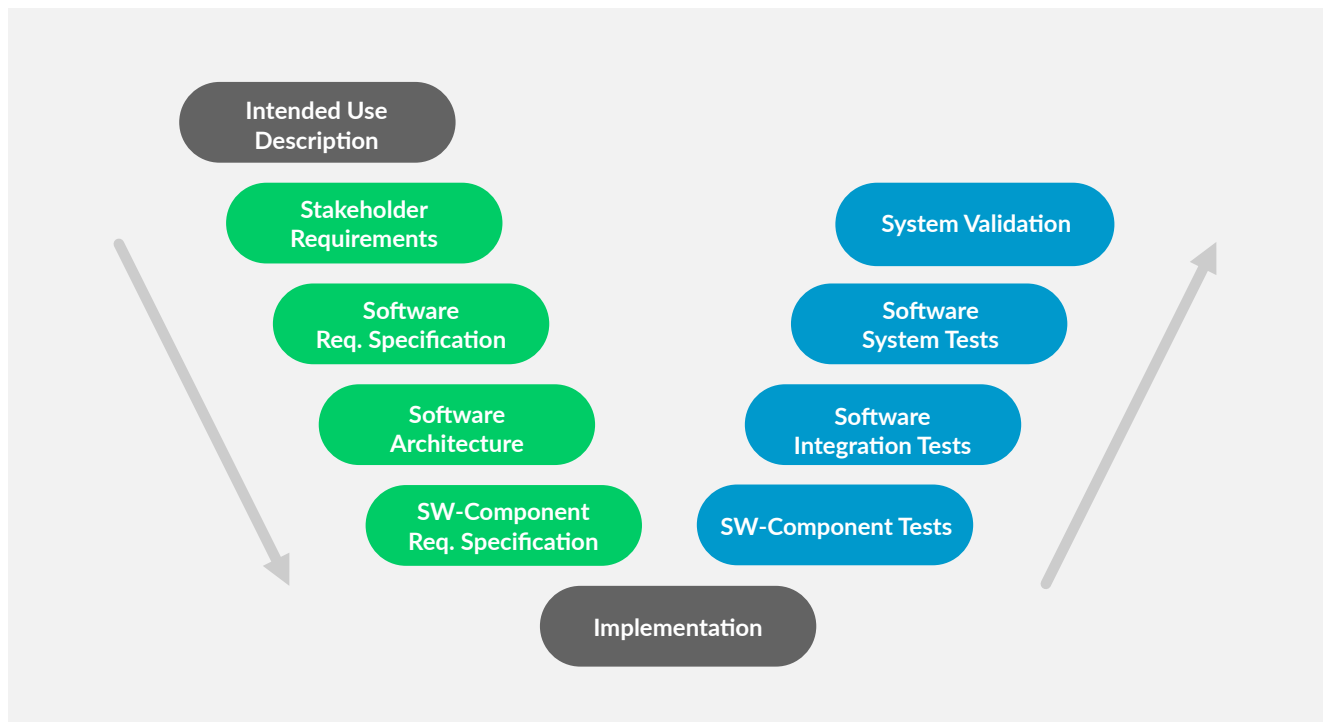 Intended Use
Description
Stakeholder
Requirements
System Validation
Software
Req. Specification
Software
System Tests
Software
Architecture
Software
Integration Tests
SW-Component
Req. Specification
SW-Component Tests
Implementation